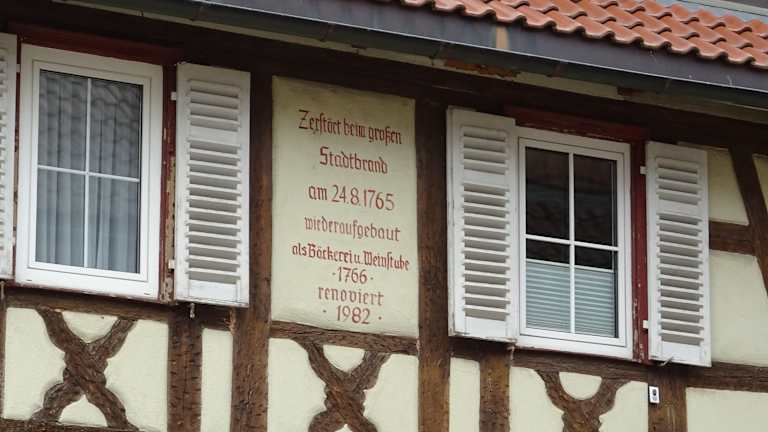 Zerstört beim großen
Stadtbrand
am 24.8.1765
wiederaufgebaut
als Bäckerei u. Weinstube
· 1766 ·
renoviert
· 1982 ·